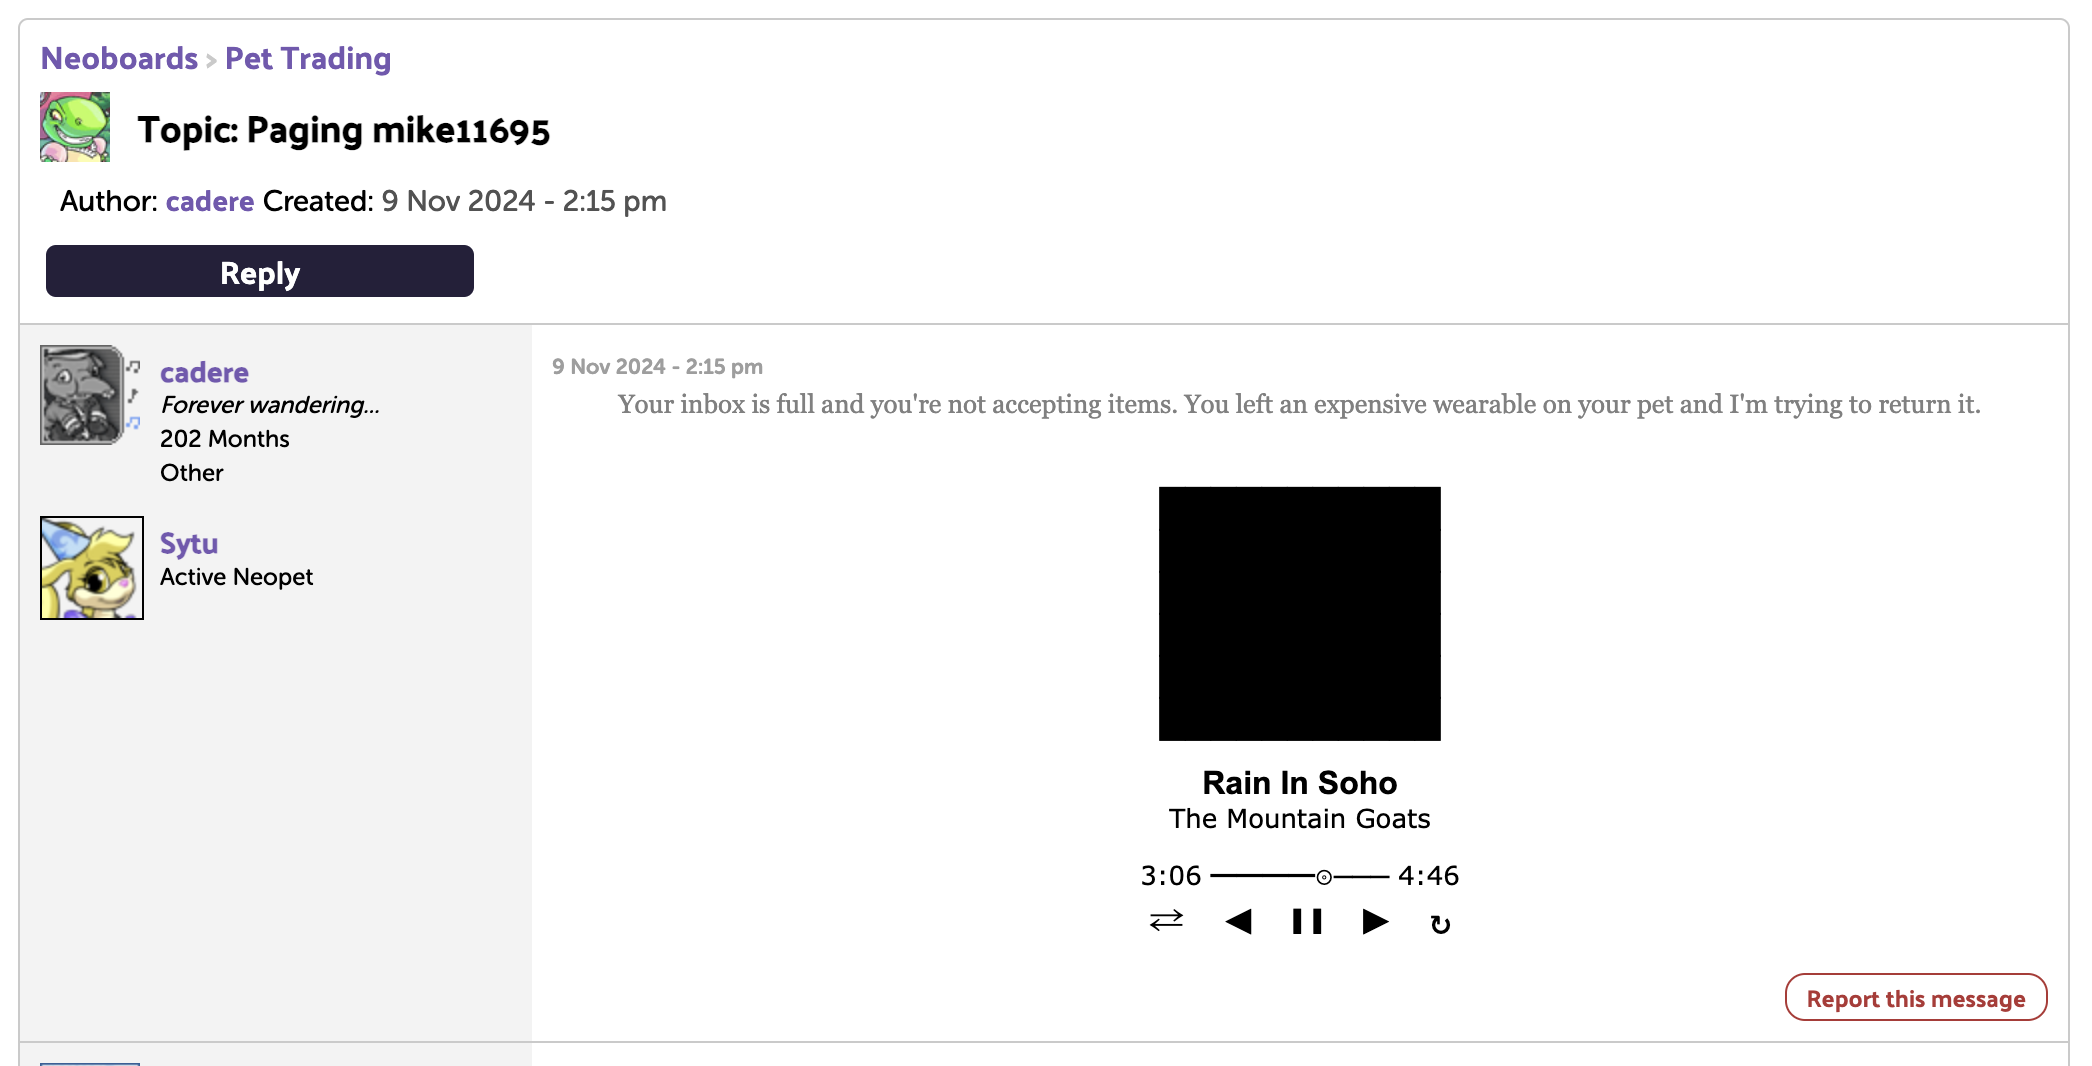 Neoboards > Pet Trading
Topic: Paging mike11695
Author: cadere Created: 9 Nov 2024 - 2:15 pm
Reply
cadere
Forever wandering...
202 Months
Other
Sytu
Active Neopet
9 Nov 2024 - 2:15 pm
Your inbox is full and you're not accepting items. You left an expensive wearable on your pet and I'm trying to return it.
Rain In Soho
The Mountain Goats
3:06 ———◎—— 4:46
⇄ ◀ ❚❚ ▶ ↻
Report this message